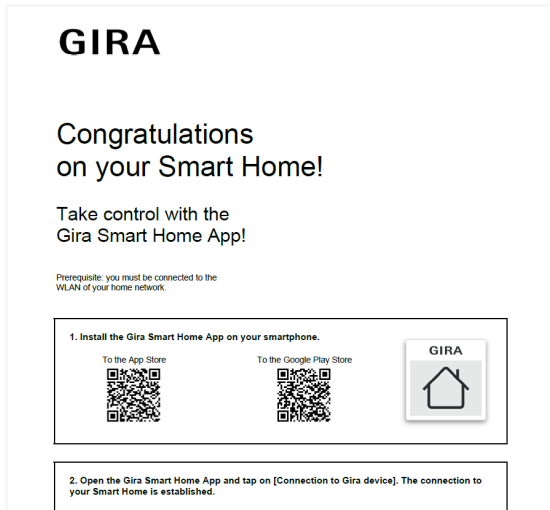 GIRA
Congratulations
on your Smart Home!
Take control with the
Gira Smart Home App!
Prerequisite: you must be connected to the
WLAN of your home network.
1. Install the Gira Smart Home App on your smartphone.
To the App Store
To the Google Play Store
GIRA
2. Open the Gira Smart Home App and tap on [Connection to Gira device]. The connection to
your Smart Home is established.